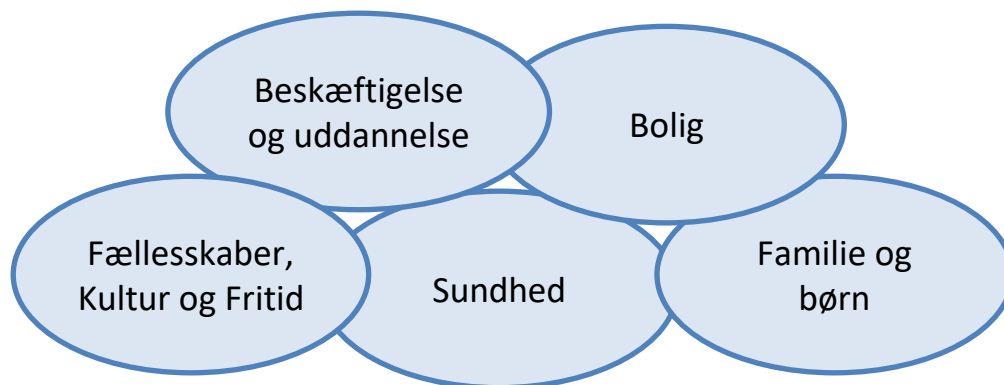 Beskæftigelse
og uddannelse
Bolig
Fællesskaber,
Kultur og Fritid
Sundhed
Familie og
børn